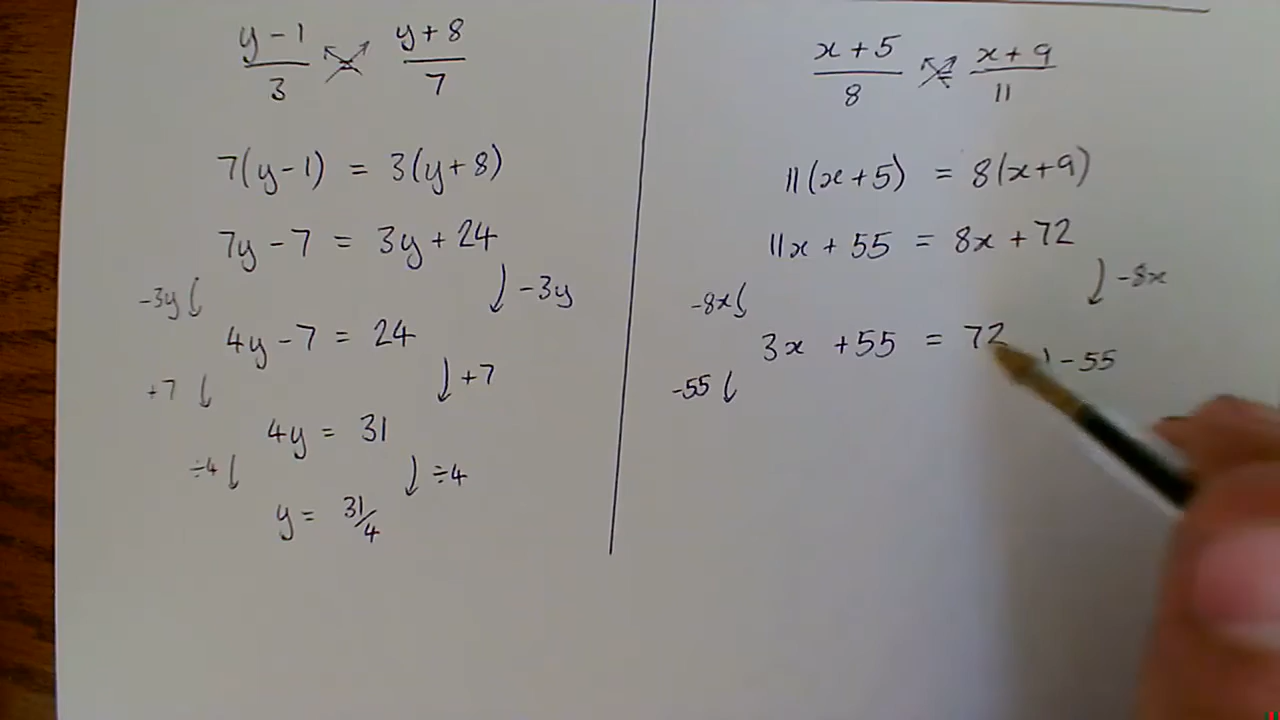 y - 1 / 3 = y + 8 / 7
7(y - 1) = 3(y + 8)
7y - 7 = 3y + 24
-3y ↓ ↓ -3y
4y - 7 = 24
+7 ↓ ↓ +7
4y = 31
÷4 ↓ ↓ ÷4
y = 31/4
x + 5 / 8 = x + 9 / 11
11(x + 5) = 8(x + 9)
11x + 55 = 8x + 72
-8x ↓ ↓ -8x
3x + 55 = 72
-55 ↓ ↓ -55